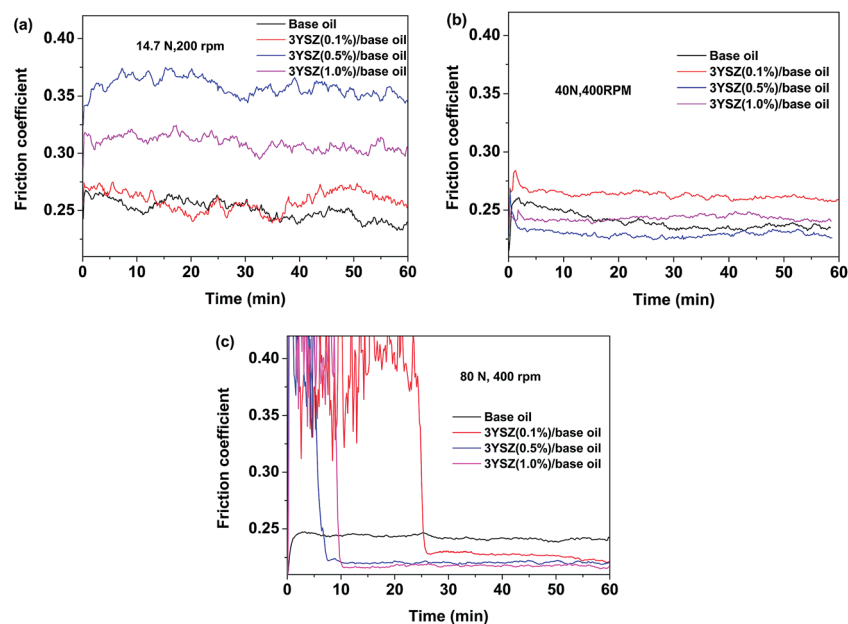 (a)
Base oil
3YSZ(0.1%)/base oil
3YSZ(0.5%)/base oil
3YSZ(1.0%)/base oil
14.7 N,200 rpm
0.40
0.35
0.30
0.25
Friction coefficient
0 10 20 30 40 50 60
Time (min)
(b)
Base oil
3YSZ(0.1%)/base oil
3YSZ(0.5%)/base oil
3YSZ(1.0%)/base oil
40N,400RPM
0.40
0.35
0.30
0.25
Friction coefficient
0 10 20 30 40 50 60
Time (min)
(c)
80 N, 400 rpm
Base oil
3YSZ(0.1%)/base oil
3YSZ(0.5%)/base oil
3YSZ(1.0%)/base oil
0.40
0.35
0.30
0.25
Friction coefficient
0 10 20 30 40 50 60
Time (min)